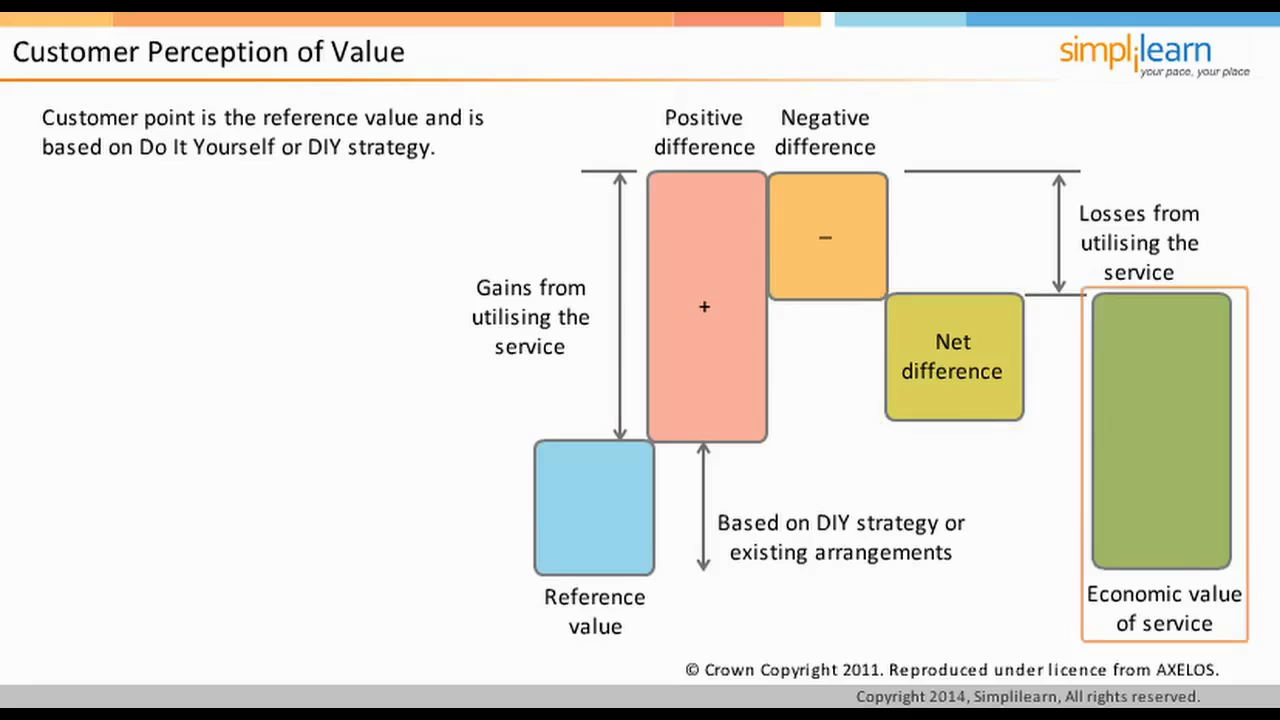 Customer Perception of Value
simplilearn
your pace, your place
Customer point is the reference value and is
based on Do It Yourself or DIY strategy.
Positive
difference
Negative
difference
Losses from
utilising the
service
+
–
Gains from
utilising the
service
Net
difference
Based on DIY strategy or
existing arrangements
Reference
value
Economic value
of service
© Crown Copyright 2011. Reproduced under licence from AXELOS.
Copyright 2014, Simplilearn, All rights reserved.